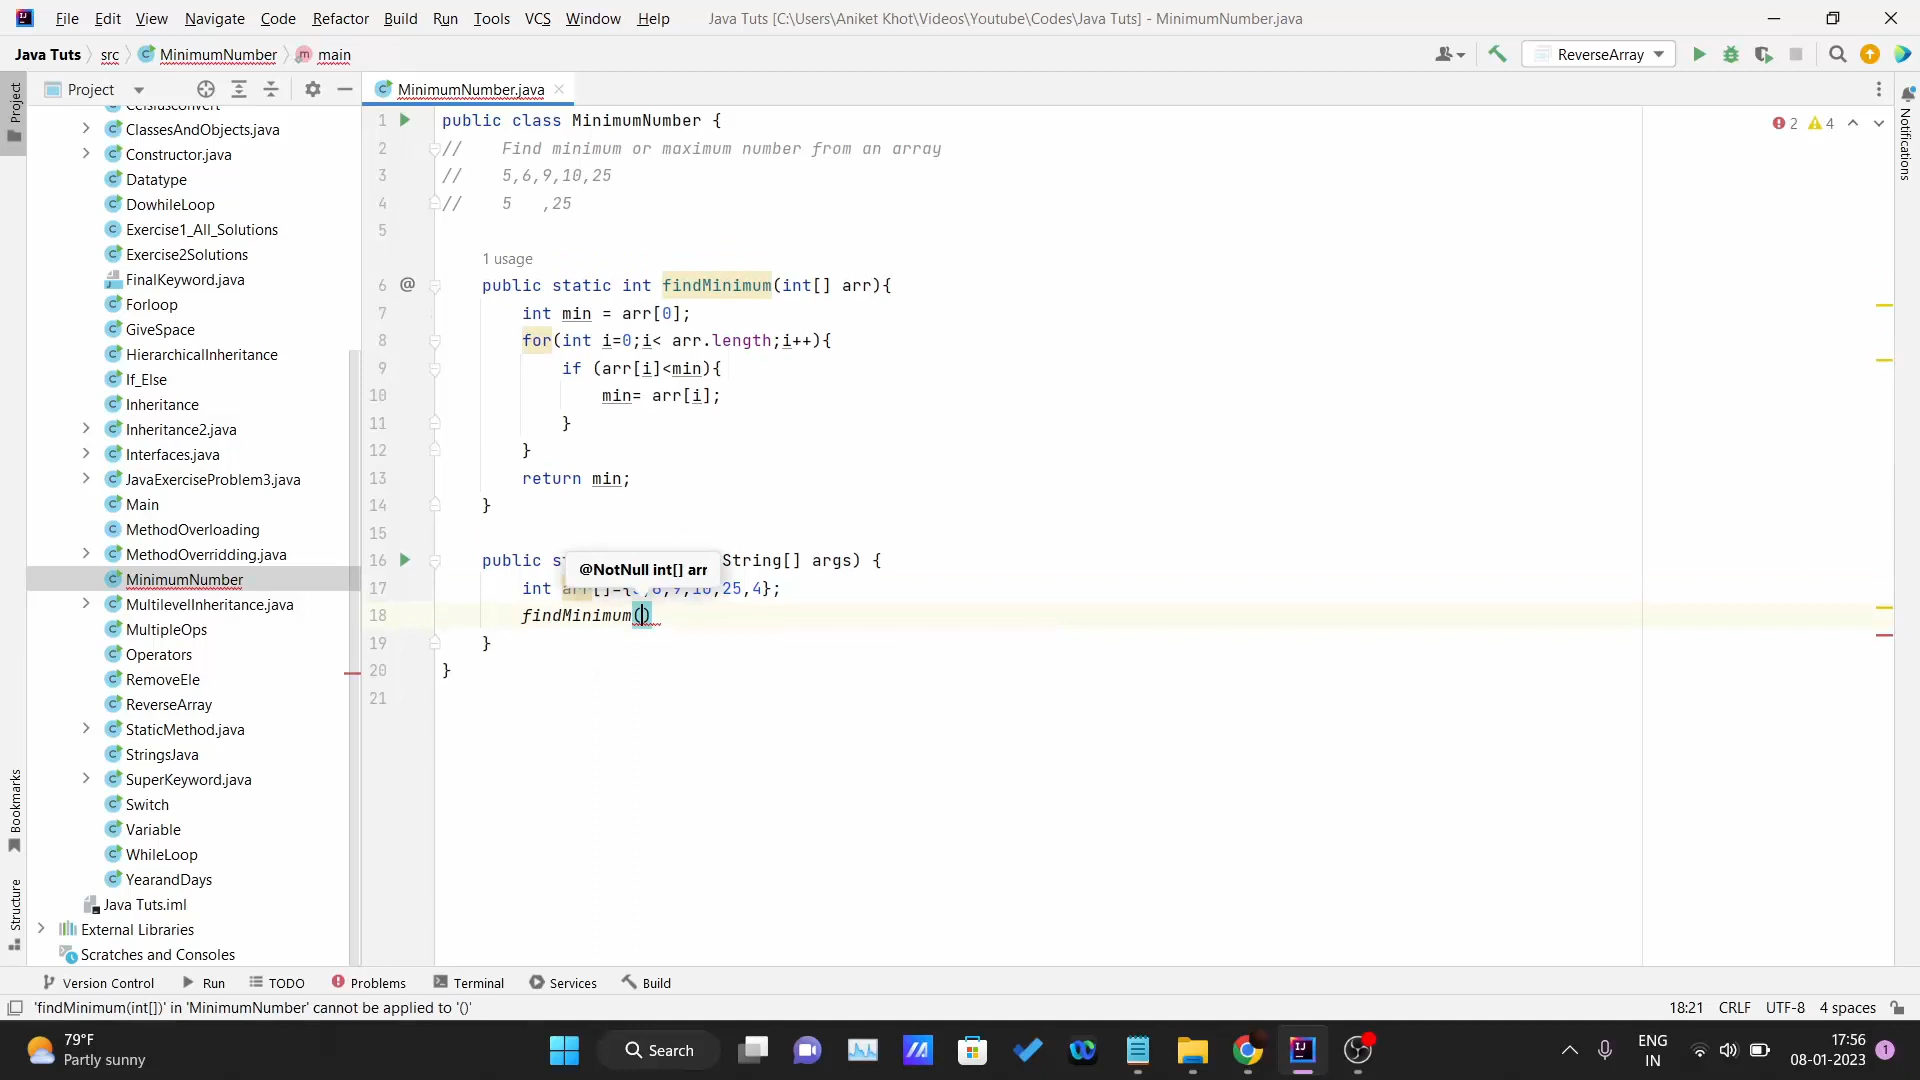 File Edit View Navigate Code Refactor Build Run Tools VCS Window Help Java Tuts [C:\Users\Aniket Khot\Videos\Youtube\Codes\Java Tuts] - MinimumNumber.java
Java Tuts src MinimumNumber main ReverseArray
Project
Project
MinimumNumber.java
Notifications
CelsiusConvert
ClassesAndObjects.java
Constructor.java
Datatype
DowhileLoop
Exercise1_All_Solutions
Exercise2Solutions
FinalKeyword.java
Forloop
GiveSpace
HierarchicalInheritance
If_Else
Inheritance
Inheritance2.java
Interfaces.java
JavaExerciseProblem3.java
Main
MethodOverloading
MethodOverridding.java
MinimumNumber
MultilevelInheritance.java
MultipleOps
Operators
RemoveEle
ReverseArray
StaticMethod.java
StringsJava
SuperKeyword.java
Switch
Variable
WhileLoop
YearandDays
Java Tuts.iml
External Libraries
Scratches and Consoles
Bookmarks
Structure
2 4
1 public class MinimumNumber {
2 // Find minimum or maximum number from an array
3 // 5,6,9,10,25
4 // 5 ,25
5
1 usage
6 @ public static int findMinimum(int[] arr){
7 int min = arr[0];
8 for(int i=0;i< arr.length;i++){
9 if (arr[i]<min){
10 min= arr[i];
11 }
12 }
13 return min;
14 }
15
16 public s String[] args) {
@NotNull int[] arr
17 int arr[]={5,6,9,10,25,4};
18 findMinimum()
19 }
20 }
21
Version Control Run TODO Problems Terminal Services Build
'findMinimum(int[])' in 'MinimumNumber' cannot be applied to '()' 18:21 CRLF UTF-8 4 spaces
79°F
Partly sunny
Search
ENG
IN
17:56
08-01-2023
1